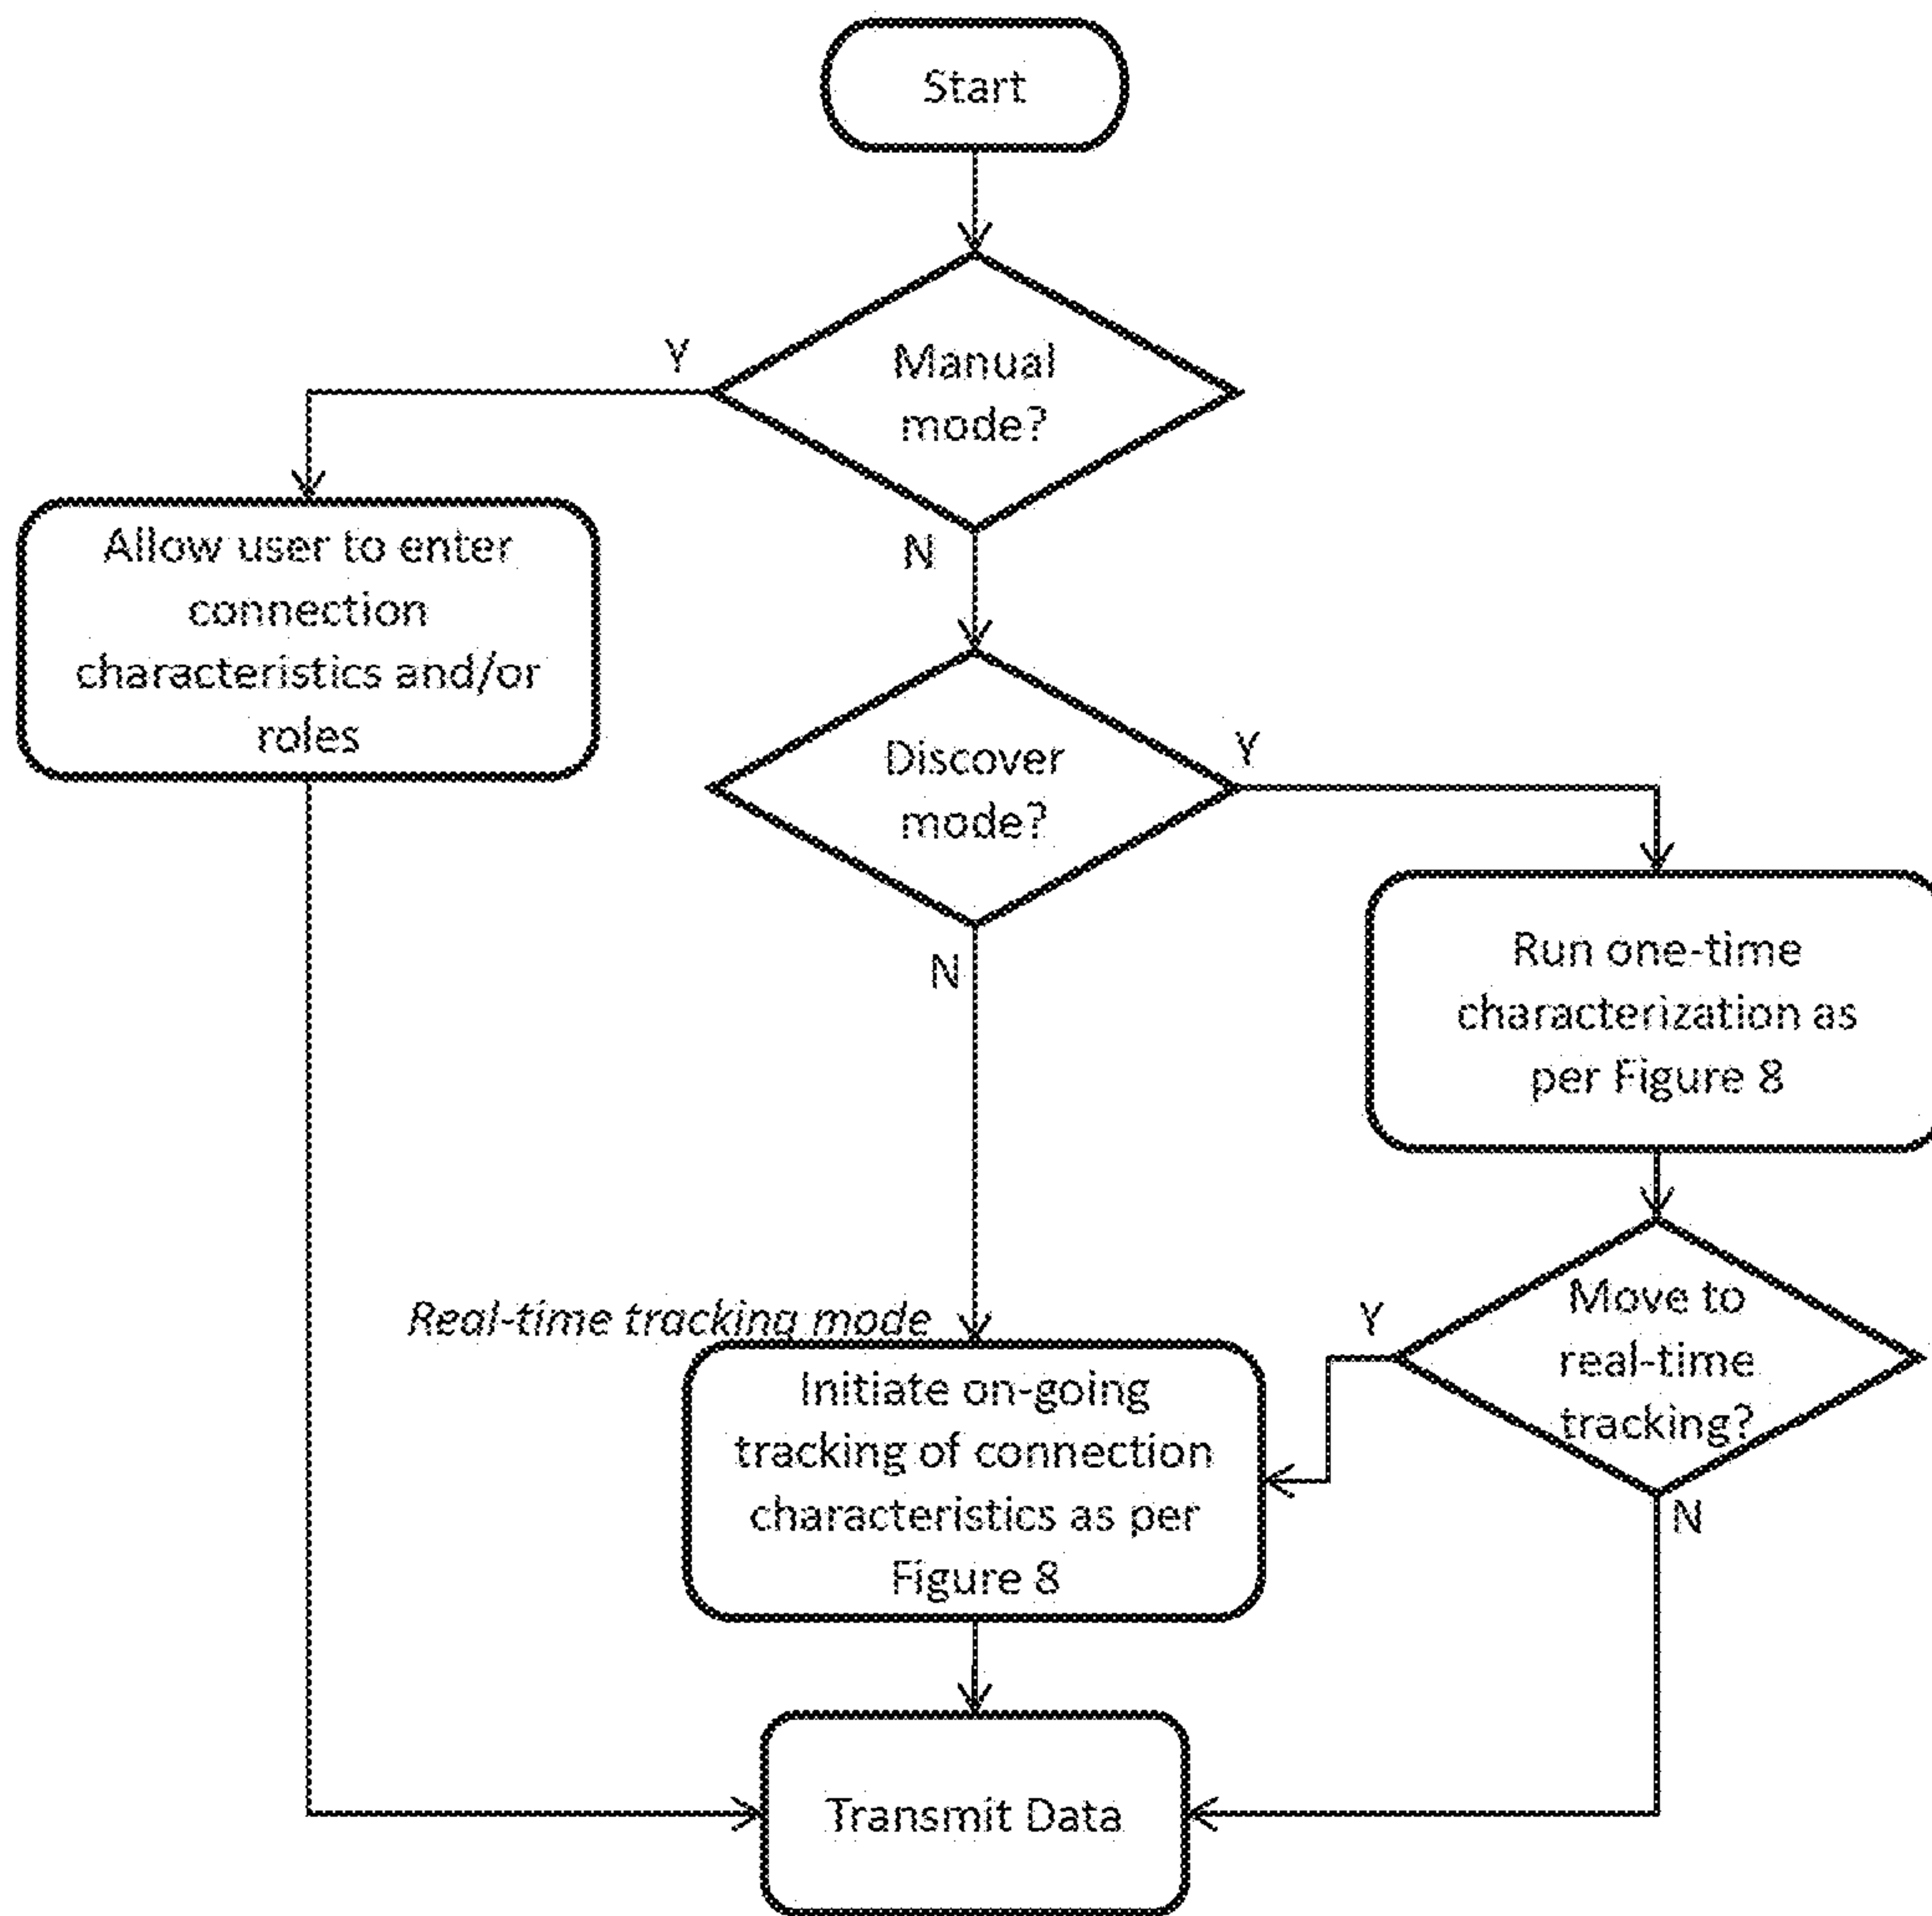 Start
Y
Manual
mode?
N
Allow user to enter
connection
characteristics and/or
roles
Discover
mode?
Y
N
Run one-time
characterization as
per Figure 8
Real-time tracking mode
Y
Move to
real-time
tracking?
N
Initiate on-going
tracking of connection
characteristics as per
Figure 8
Transmit Data